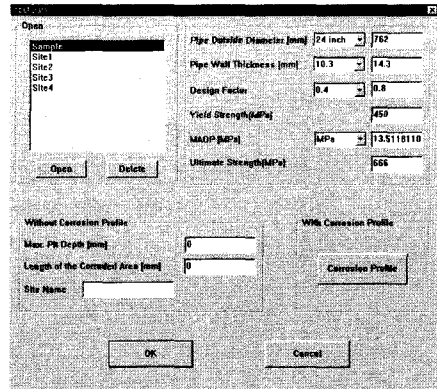 Open
Sample
Site1
Site2
Site3
Site4
Open Delete
Pipe Outside Diameter [mm] 24 inch 762
Pipe Wall Thickness [mm] 10.3 14.3
Design Factor 0.4 0.8
Yield Strength[MPa] 450
MAOP [MPa] MPa 13.5116110
Ultimate Strength[MPa] 666
Without Corrosion Profile
Max. Pit Depth [mm] 0
Length of the Corroded Area [mm] 0
Site Name
With Corrosion Profile
Corrosion Profile
OK Cancel